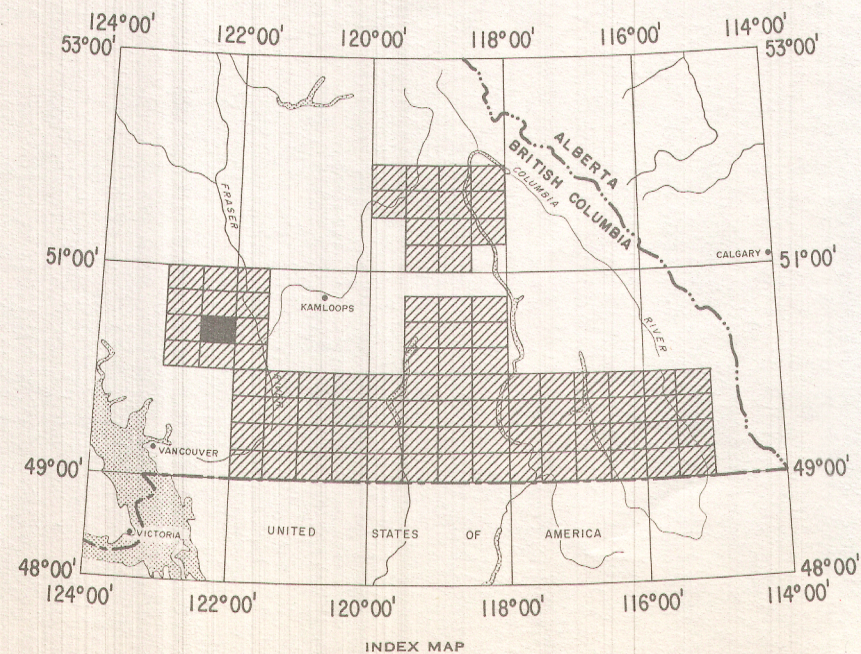 124°00'
122°00'
120°00'
118°00'
116°00'
114°00'
53°00'
53°00'
ALBERTA
BRITISH COLUMBIA
COLUMBIA
FRASER
51°00'
CALGARY
51°00'
KAMLOOPS
RIVER
RIVER
VANCOUVER
49°00'
49°00'
VICTORIA
UNITED STATES OF AMERICA
48°00'
48°00'
124°00'
122°00'
120°00'
118°00'
116°00'
114°00'
INDEX MAP